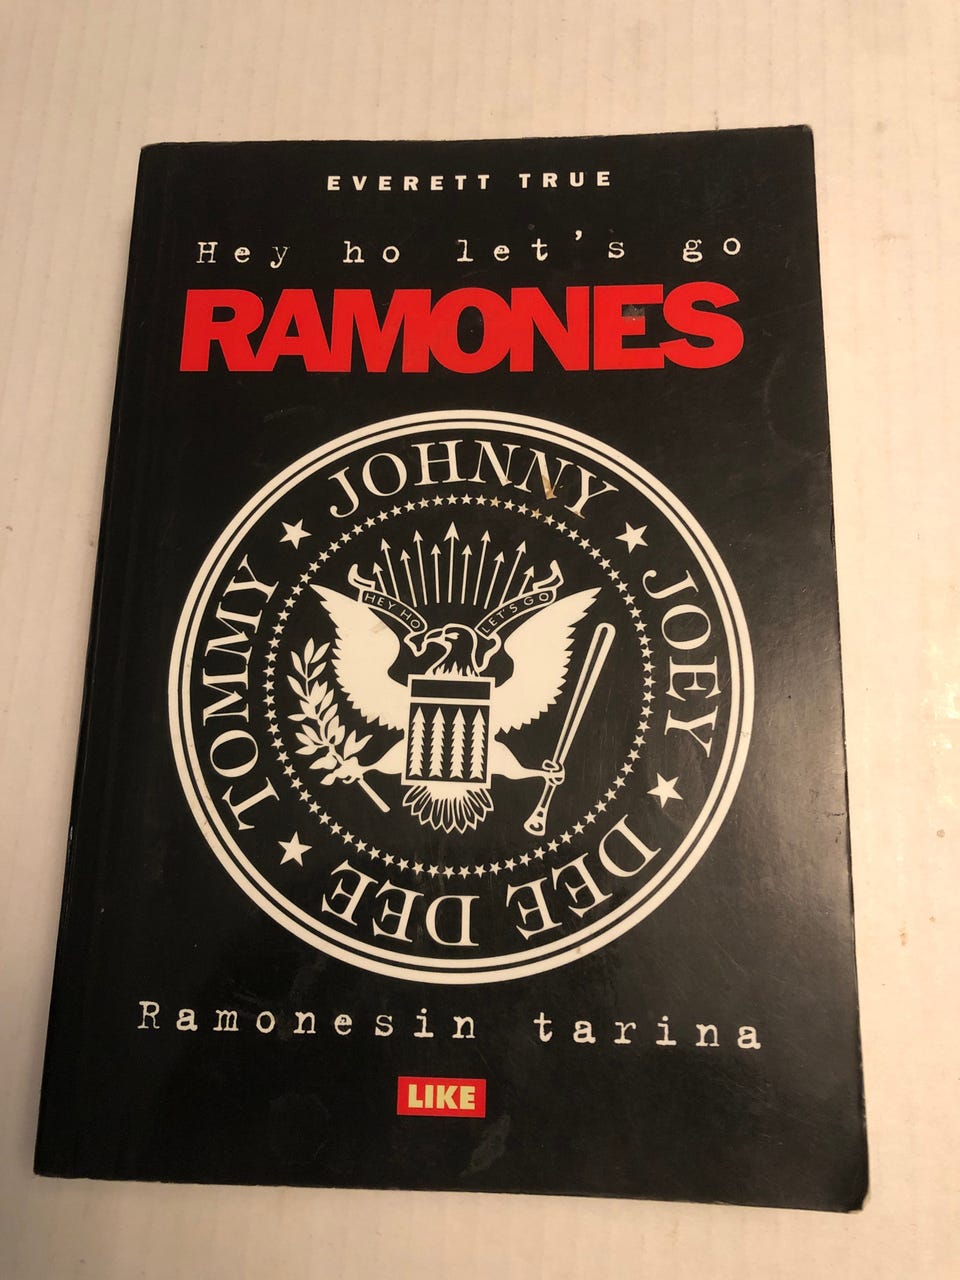 EVERETT TRUE
Hey ho let's go
RAMONES
JOHNNY
JOEY
DEE DEE
TOMMY
HEY HO
LET'S GO
Ramonesin tarina
LIKE